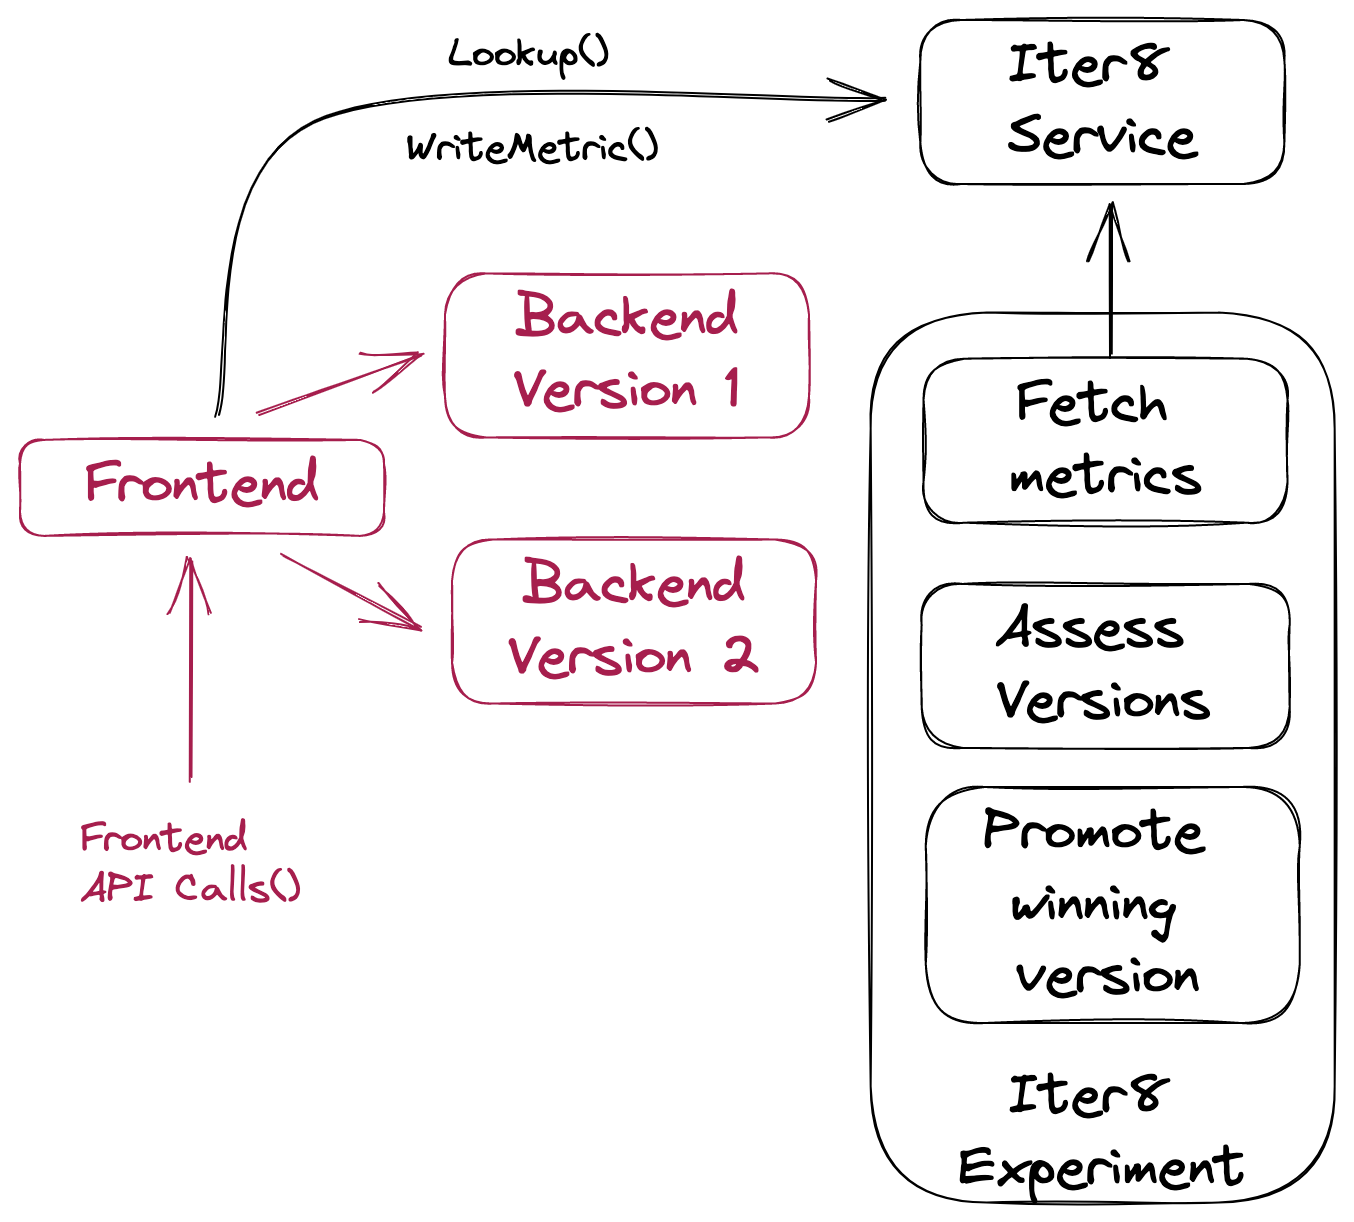 Lookup()
WriteMetric()
Iter8
Service
Backend
Version 1
Frontend
Backend
Version 2
Frontend
API Calls()
Fetch
metrics
Assess
Versions
Promote
winning
version
Iter8
Experiment